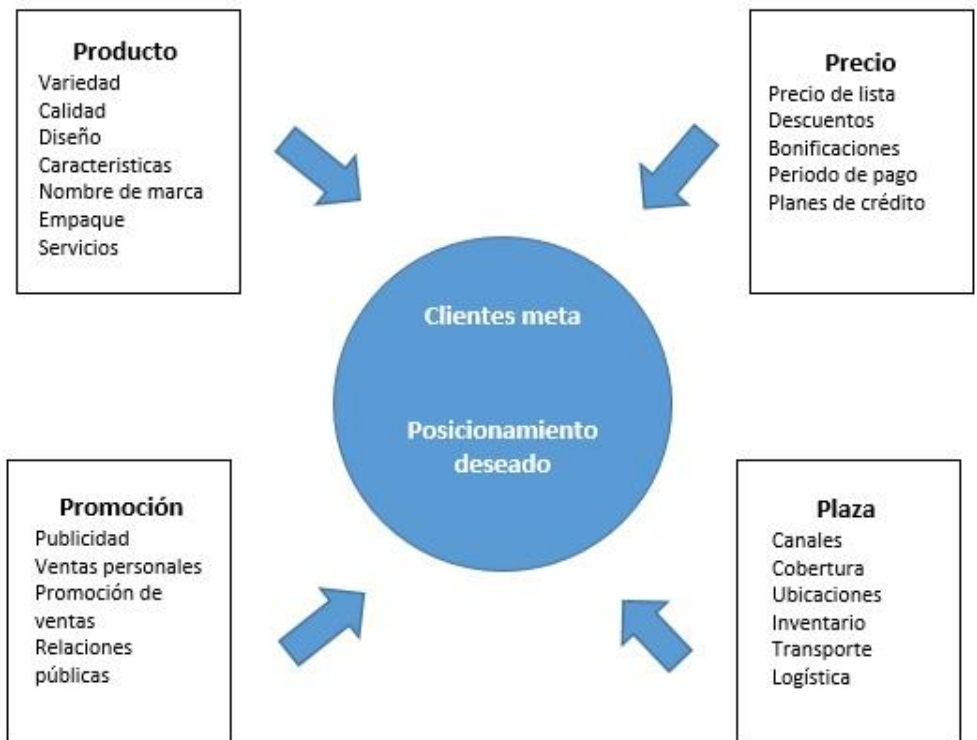 Producto
Variedad
Calidad
Diseño
Caracteristicas
Nombre de marca
Empaque
Servicios
Precio
Precio de lista
Descuentos
Bonificaciones
Periodo de pago
Planes de crédito
Clientes meta
Posicionamiento
deseado
Promoción
Publicidad
Ventas personales
Promoción de
ventas
Relaciones
públicas
Plaza
Canales
Cobertura
Ubicaciones
Inventario
Transporte
Logística